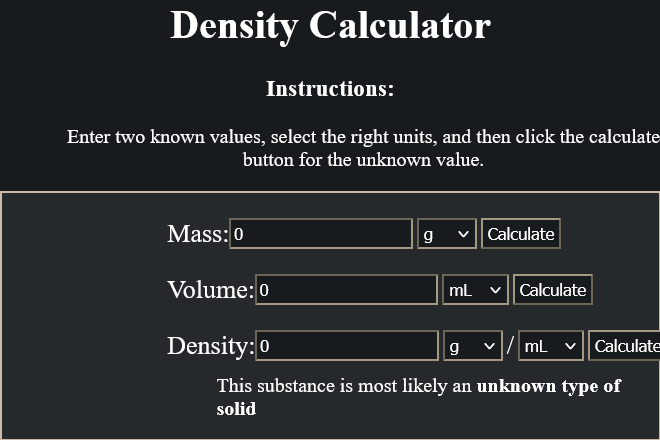 Density Calculator
Instructions:
Enter two known values, select the right units, and then click the calculate
button for the unknown value.
Mass: 0 g Calculate
Volume: 0 mL Calculate
Density: 0 g / mL Calculate
This substance is most likely an unknown type of
solid